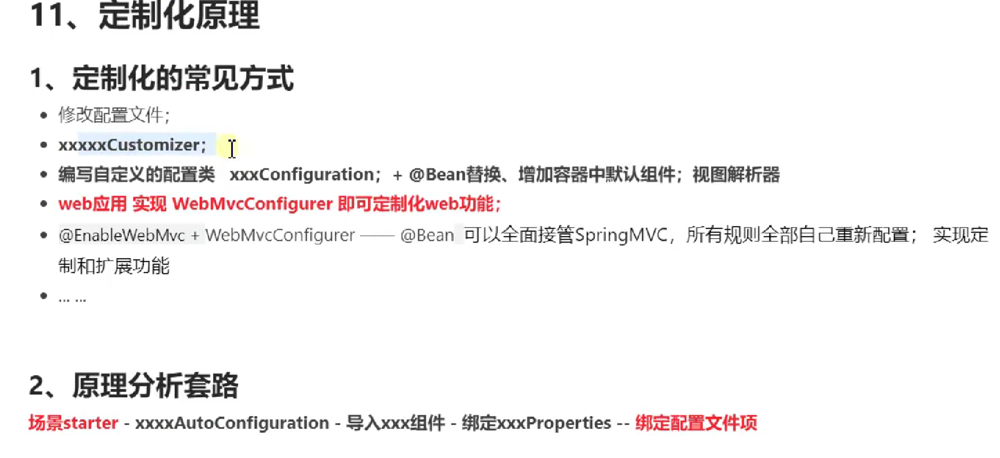 11、定制化原理
1、定制化的常见方式
修改配置文件；
xxxxxCustomizer；
编写自定义的配置类 xxxConfiguration；+ @Bean替换、增加容器中默认组件；视图解析器
web应用 实现 WebMvcConfigurer 即可定制化web功能；
@EnableWebMvc + WebMvcConfigurer —— @Bean 可以全面接管SpringMVC，所有规则全部自己重新配置； 实现定
制和扩展功能
... ...
2、原理分析套路
场景starter - xxxxAutoConfiguration - 导入xxx组件 - 绑定xxxProperties -- 绑定配置文件项